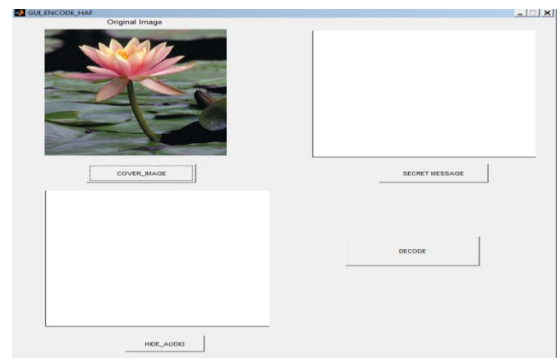 GUI_ENCODE_HAF
Original Image
COVER_IMAGE
SECRET MESSAGE
DECODE
HIDE_AUDIO